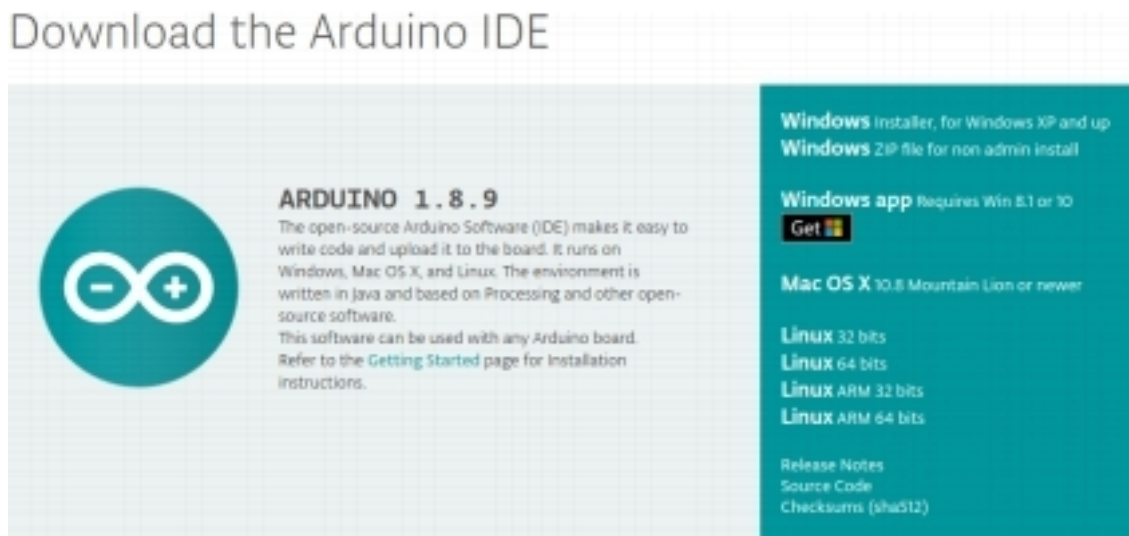 Download the Arduino IDE
ARDUINO 1.8.9
The open-source Arduino Software (IDE) makes it easy to
write code and upload it to the board. It runs on
Windows, Mac OS X, and Linux. The environment is
written in Java and based on Processing and other open-
source software.
This software can be used with any Arduino board.
Refer to the Getting Started page for Installation
instructions.
Windows Installer, for Windows XP and up
Windows ZIP file for non admin install
Windows app Requires Win 8.1 or 10
Get
Mac OS X 10.8 Mountain Lion or newer
Linux 32 bits
Linux 64 bits
Linux ARM 32 bits
Linux ARM 64 bits
Release Notes
Source Code
Checksums (sha512)